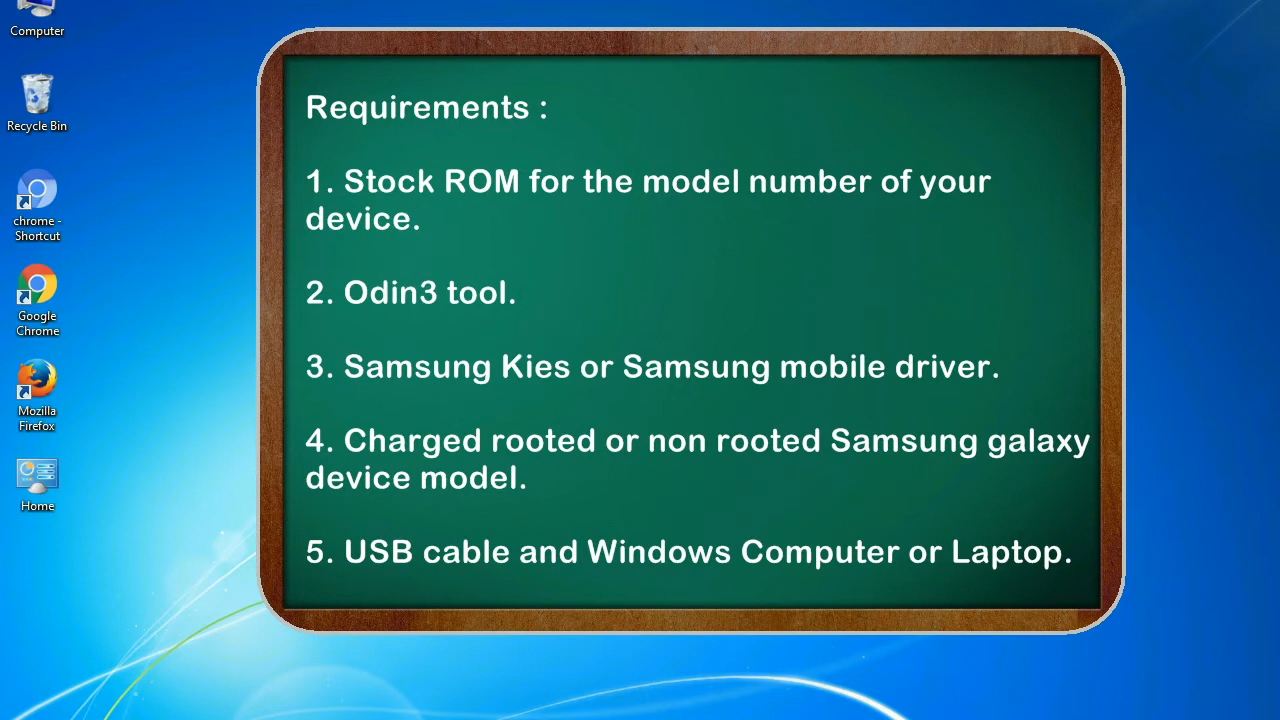 Computer
Recycle Bin
chrome -
Shortcut
Google
Chrome
Mozilla
Firefox
Home
Requirements :
1. Stock ROM for the model number of your
device.
2. Odin3 tool.
3. Samsung Kies or Samsung mobile driver.
4. Charged rooted or non rooted Samsung galaxy
device model.
5. USB cable and Windows Computer or Laptop.